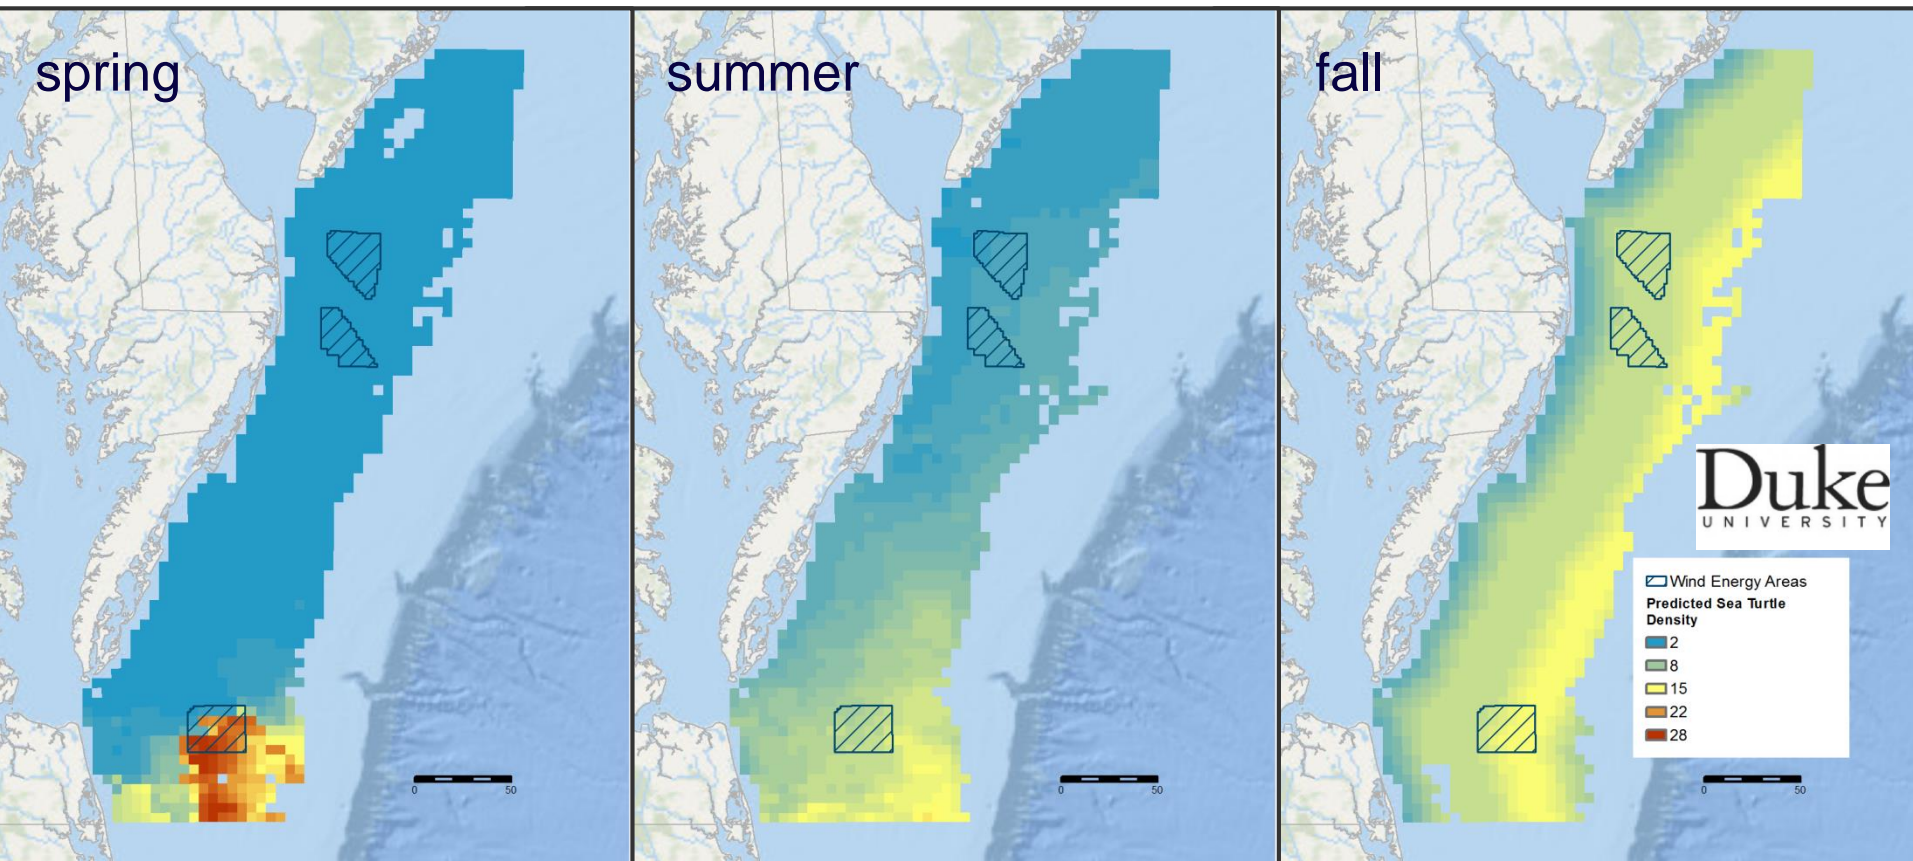 spring
summer
fall
Duke
UNIVERSITY
Wind Energy Areas
Predicted Sea Turtle
Density
2
8
15
22
28
0 50
0 50
0 50